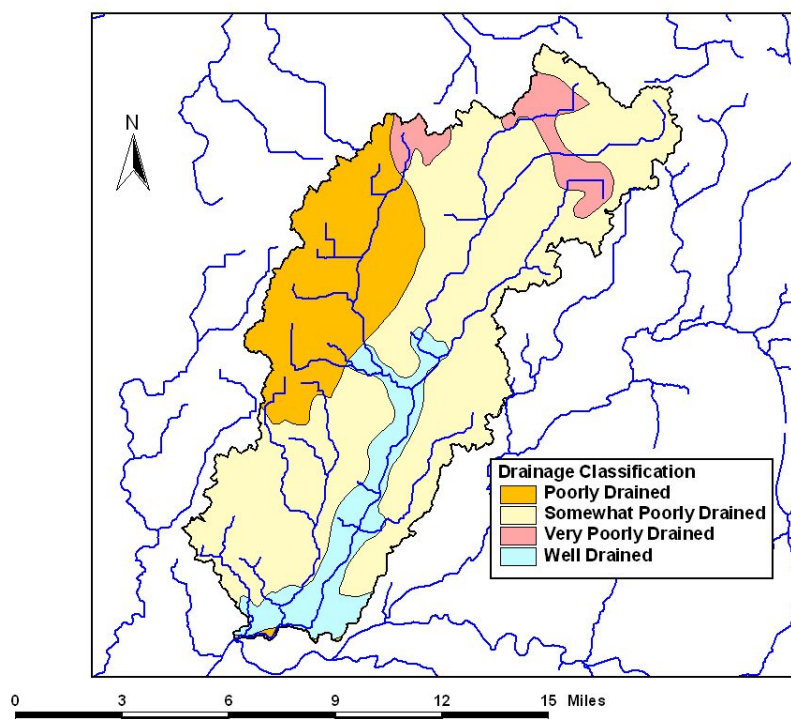 N
Drainage Classification
Poorly Drained
Somewhat Poorly Drained
Very Poorly Drained
Well Drained
0 3 6 9 12 15 Miles